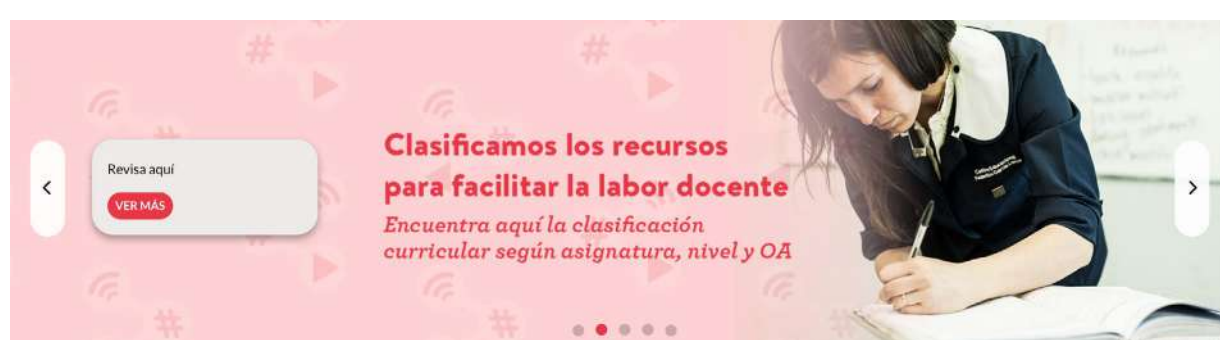 Revisa aquí
VER MÁS
Clasificamos los recursos
para facilitar la labor docente
Encuentra aquí la clasificación
curricular según asignatura, nivel y OA